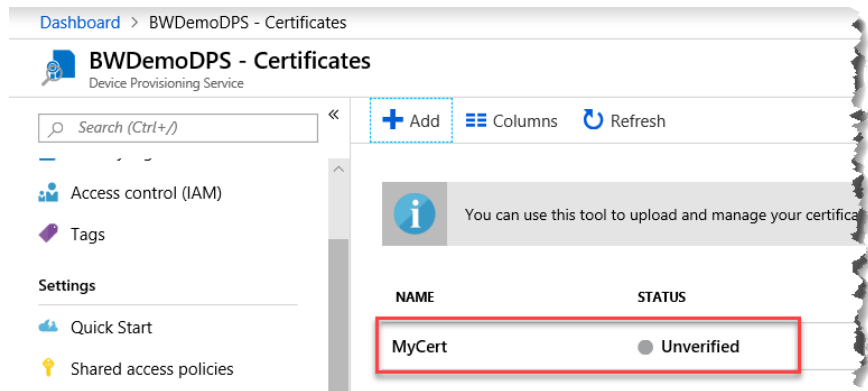 Dashboard > BWDemoDPS - Certificates
BWDemoDPS - Certificates
Device Provisioning Service
Search (Ctrl+/)
«
Access control (IAM)
Tags
Settings
Quick Start
Shared access policies
Add Columns Refresh
You can use this tool to upload and manage your
NAME STATUS
MyCert Unverified